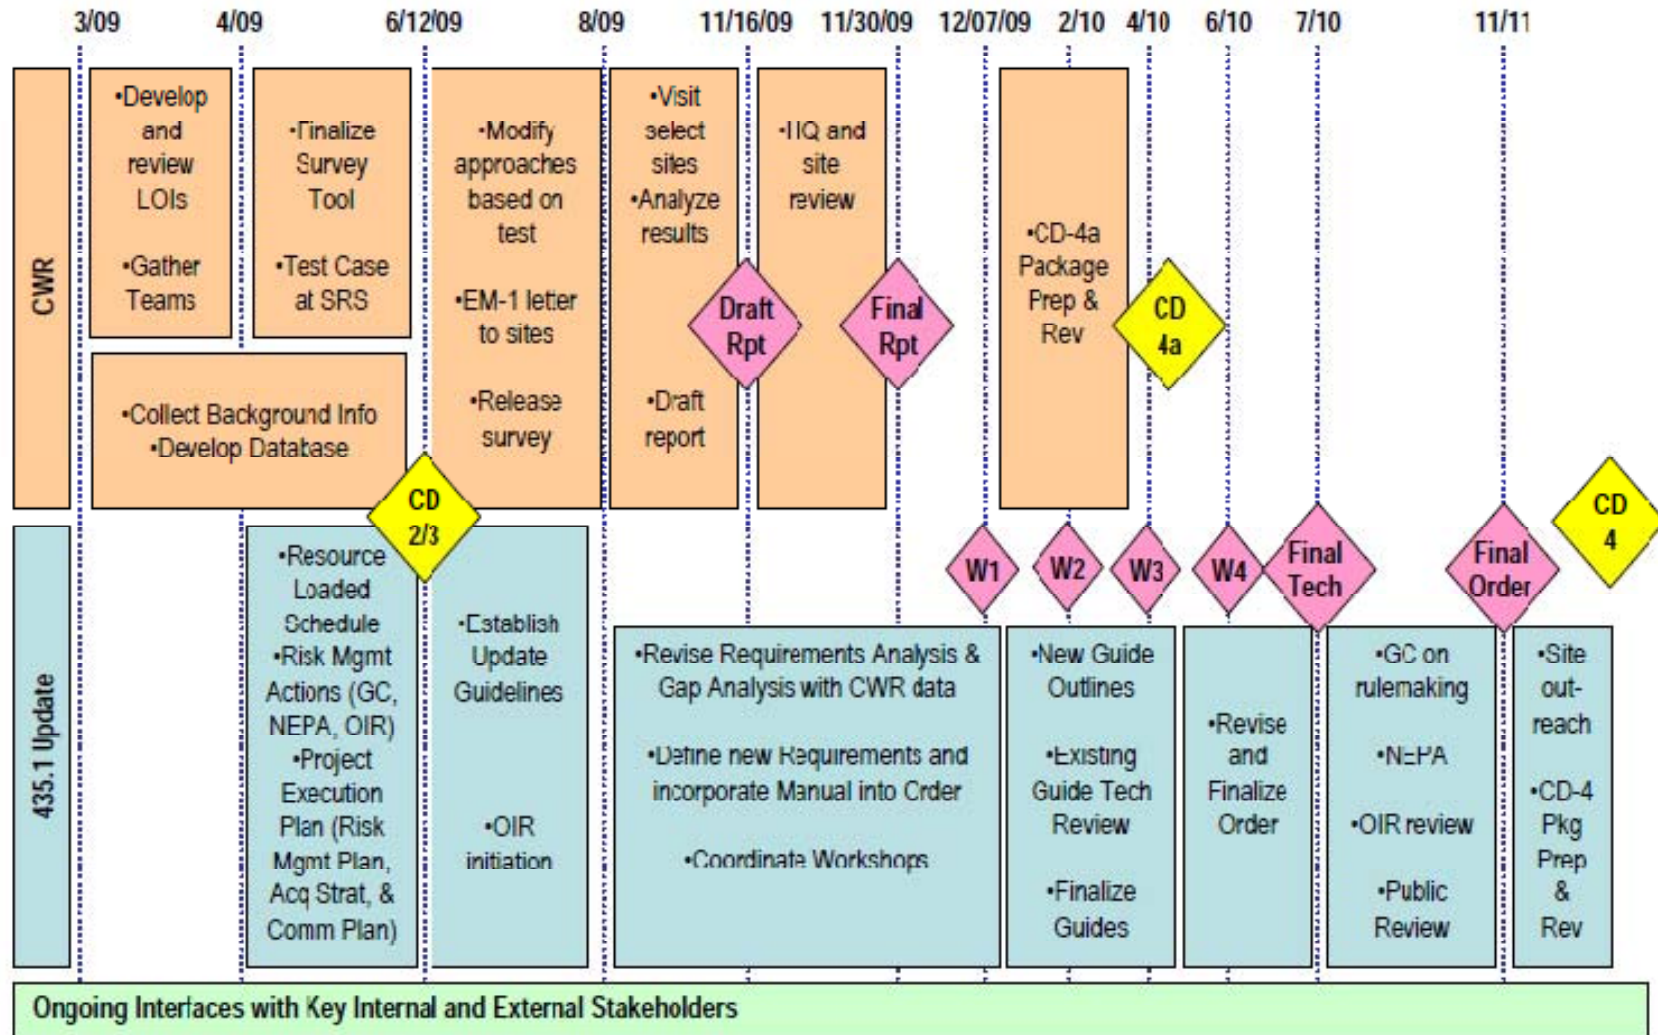 3/09 4/09 6/12/09 8/09 11/16/09 11/30/09 12/07/09 2/10 4/10 6/10 7/10 11/11
CWR
•Develop
and
review
LOIs
•Gather
Teams
•Finalize
Survey
Tool
•Test Case
at SRS
•Collect Background Info
•Develop Database
•Modify
approaches
based on
test
•EM-1 letter
to sites
•Release
survey
•Visit
select
sites
•Analyze
results
•Draft
report
•HQ and
site
review
•CD-4a
Package
Prep &
Rev
Draft
Rpt
Final
Rpt
CD
4a
CD
2/3
435.1 Update
•Resource
Loaded
Schedule
•Risk Mgmt
Actions (GC,
NEPA, OIR)
•Project
Execution
Plan (Risk
Mgmt Plan,
Acq Strat, &
Comm Plan)
•Establish
Update
Guidelines
•OIR
initiation
•Revise Requirements Analysis &
Gap Analysis with CWR data
•Define new Requirements and
incorporate Manual into Order
•Coordinate Workshops
W1
W2
W3
W4
Final
Tech
Final
Order
CD
4
•New Guide
Outlines
•Existing
Guide Tech
Review
•Finalize
Guides
•Revise
and
Finalize
Order
•GC on
rulemaking
•NEPA
•OIR review
•Public
Review
•Site
out-
reach
•CD-4
Pkg
Prep
&
Rev
Ongoing Interfaces with Key Internal and External Stakeholders